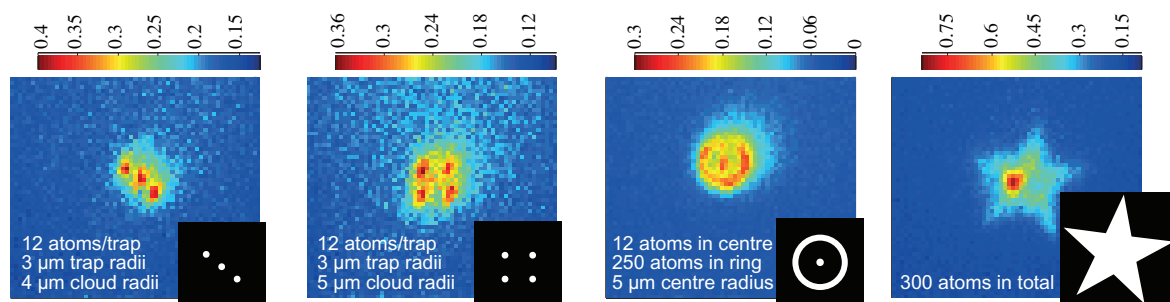 0.4 0.35 0.3 0.25 0.2 0.15
0.36 0.3 0.24 0.18 0.12
0.3 0.24 0.18 0.12 0.06 0
0.75 0.6 0.45 0.3 0.15
12 atoms/trap
3 µm trap radii
4 µm cloud radii
12 atoms/trap
3 µm trap radii
5 µm cloud radii
12 atoms in centre
250 atoms in ring
5 µm centre radius
300 atoms in total